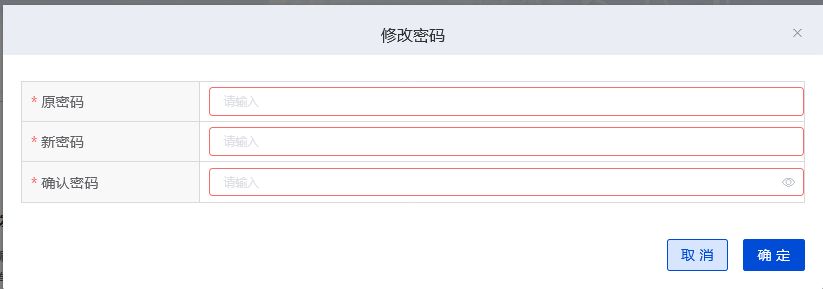 修改密码
* 原密码
请输入
* 新密码
请输入
* 确认密码
请输入
取 消
确 定